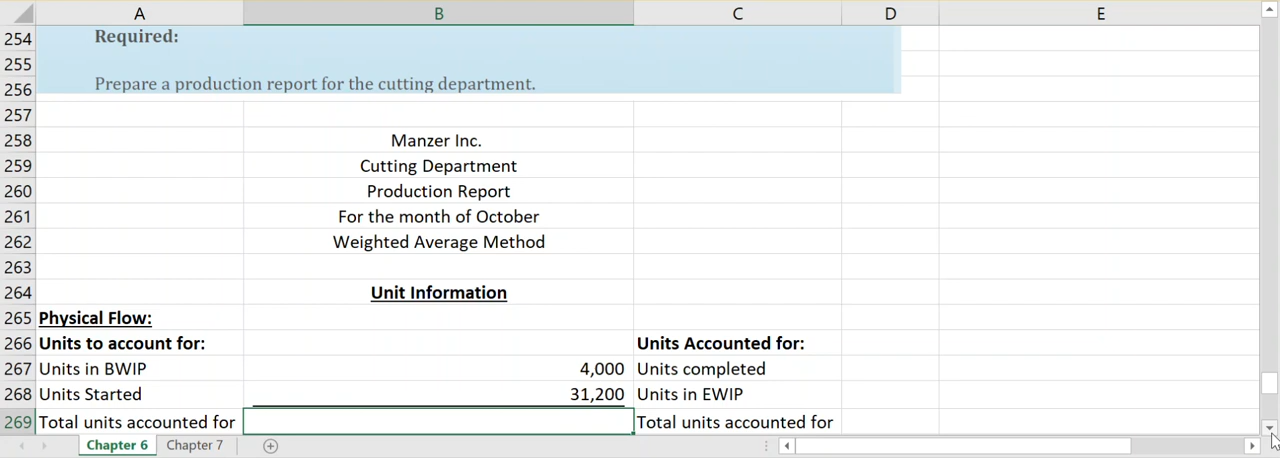 A B C D E
254 Required:
255
256 Prepare a production report for the cutting department.
257
258 Manzer Inc.
259 Cutting Department
260 Production Report
261 For the month of October
262 Weighted Average Method
263
264 Unit Information
265 Physical Flow:
266 Units to account for: Units Accounted for:
267 Units in BWIP 4,000 Units completed
268 Units Started 31,200 Units in EWIP
269 Total units accounted for Total units accounted for
Chapter 6 Chapter 7